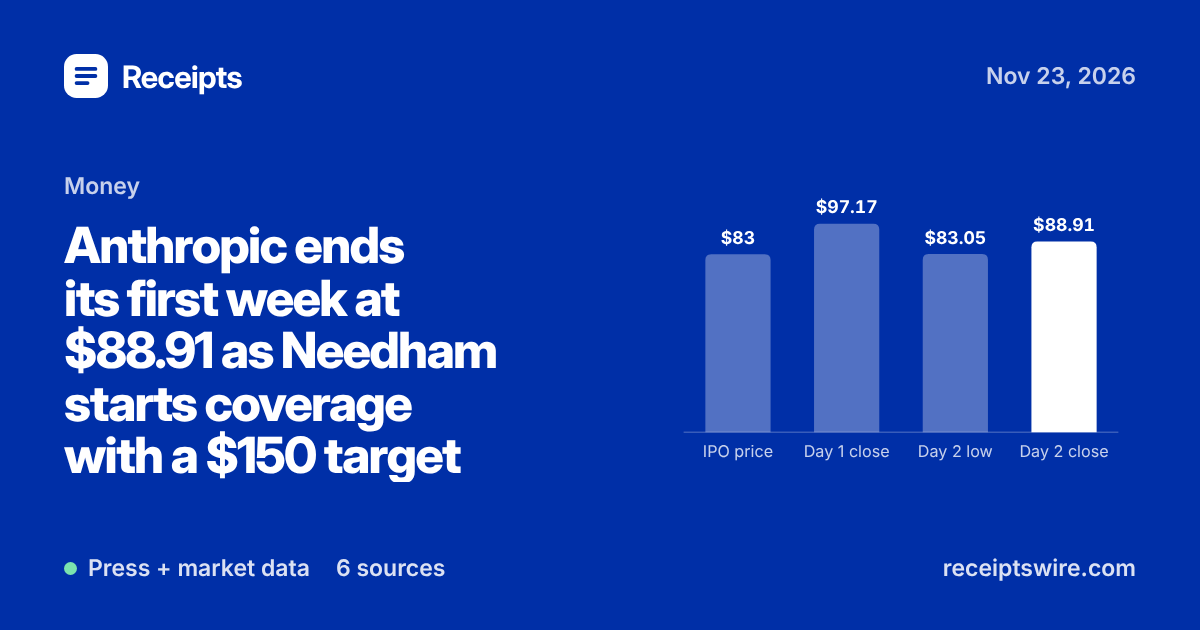 Receipts
Nov 23, 2026
Money
Anthropic ends
its first week at
$88.91 as Needham
starts coverage
with a $150 target
$83
$97.17
$83.05
$88.91
IPO price
Day 1 close
Day 2 low
Day 2 close
Press + market data
6 sources
receiptswire.com